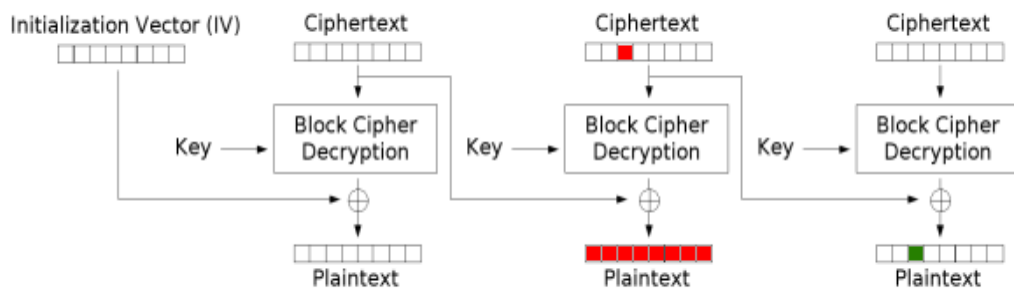 Initialization Vector (IV)
Ciphertext
Ciphertext
Ciphertext
Key
Block Cipher
Decryption
Key
Block Cipher
Decryption
Key
Block Cipher
Decryption
Plaintext
Plaintext
Plaintext